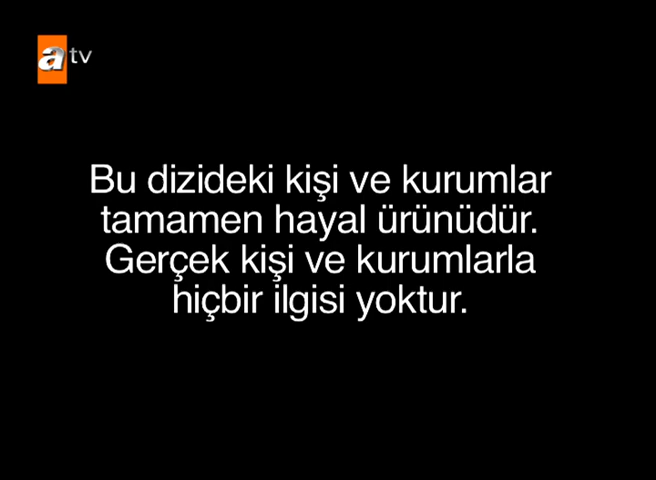 atv
Bu dizideki kişi ve kurumlar
tamamen hayal ürünüdür.
Gerçek kişi ve kurumlarla
hiçbir ilgisi yoktur.